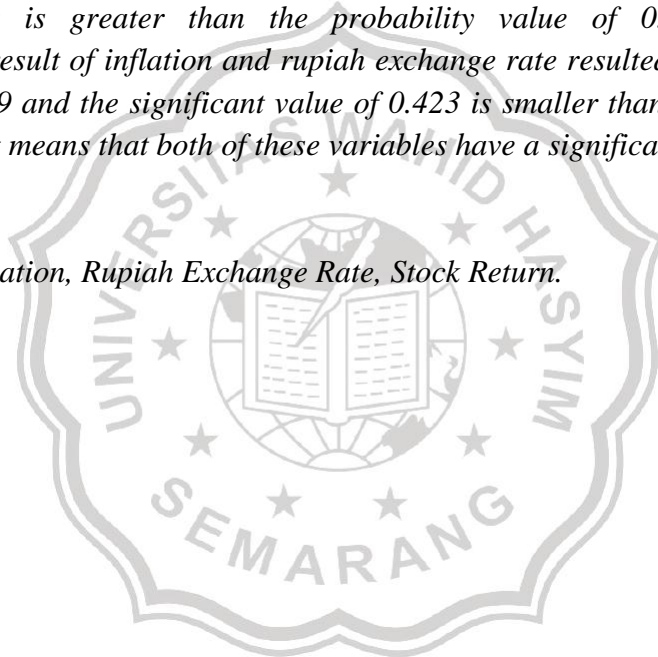 is greater than the probability value of 0.
esult of inflation and rupiah exchange rate resulted
9 and the significant value of 0.423 is smaller than
means that both of these variables have a significa
ation, Rupiah Exchange Rate, Stock Return.
UNIVERSITAS WAHID HASYIM
SEMARANG